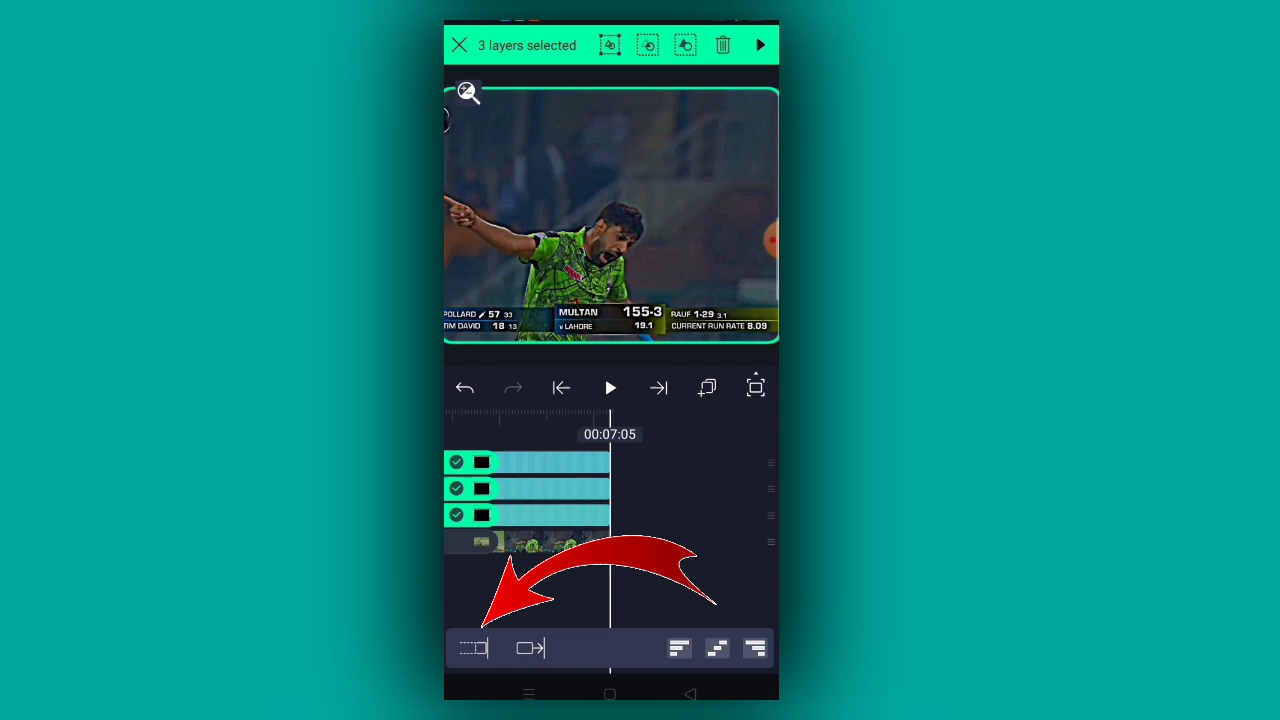 3 layers selected
POLLARD 57 33
TIM DAVID 18 13
MULTAN 155-3
v LAHORE 19.1
RAUF 1-29 3.1
CURRENT RUN RATE 8.09
00:07:05